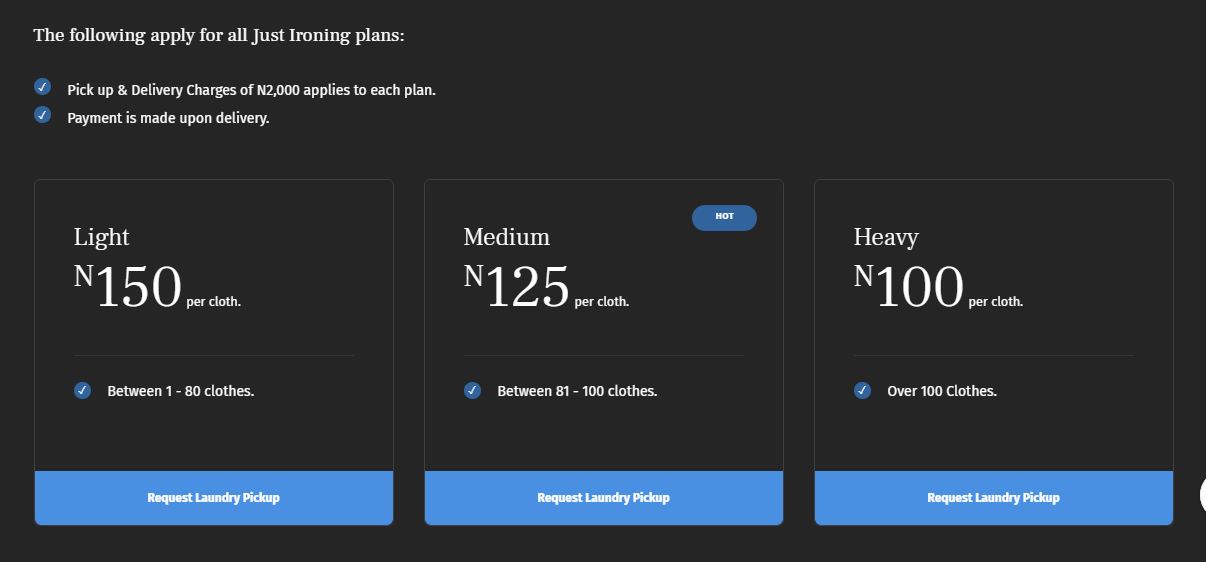 The following apply for all Just Ironing plans:
Pick up & Delivery Charges of N2,000 applies to each plan.
Payment is made upon delivery.
Light
N150 per cloth.
Between 1 - 80 clothes.
Request Laundry Pickup
HOT
Medium
N125 per cloth.
Between 81 - 100 clothes.
Request Laundry Pickup
Heavy
N100 per cloth.
Over 100 Clothes.
Request Laundry Pickup